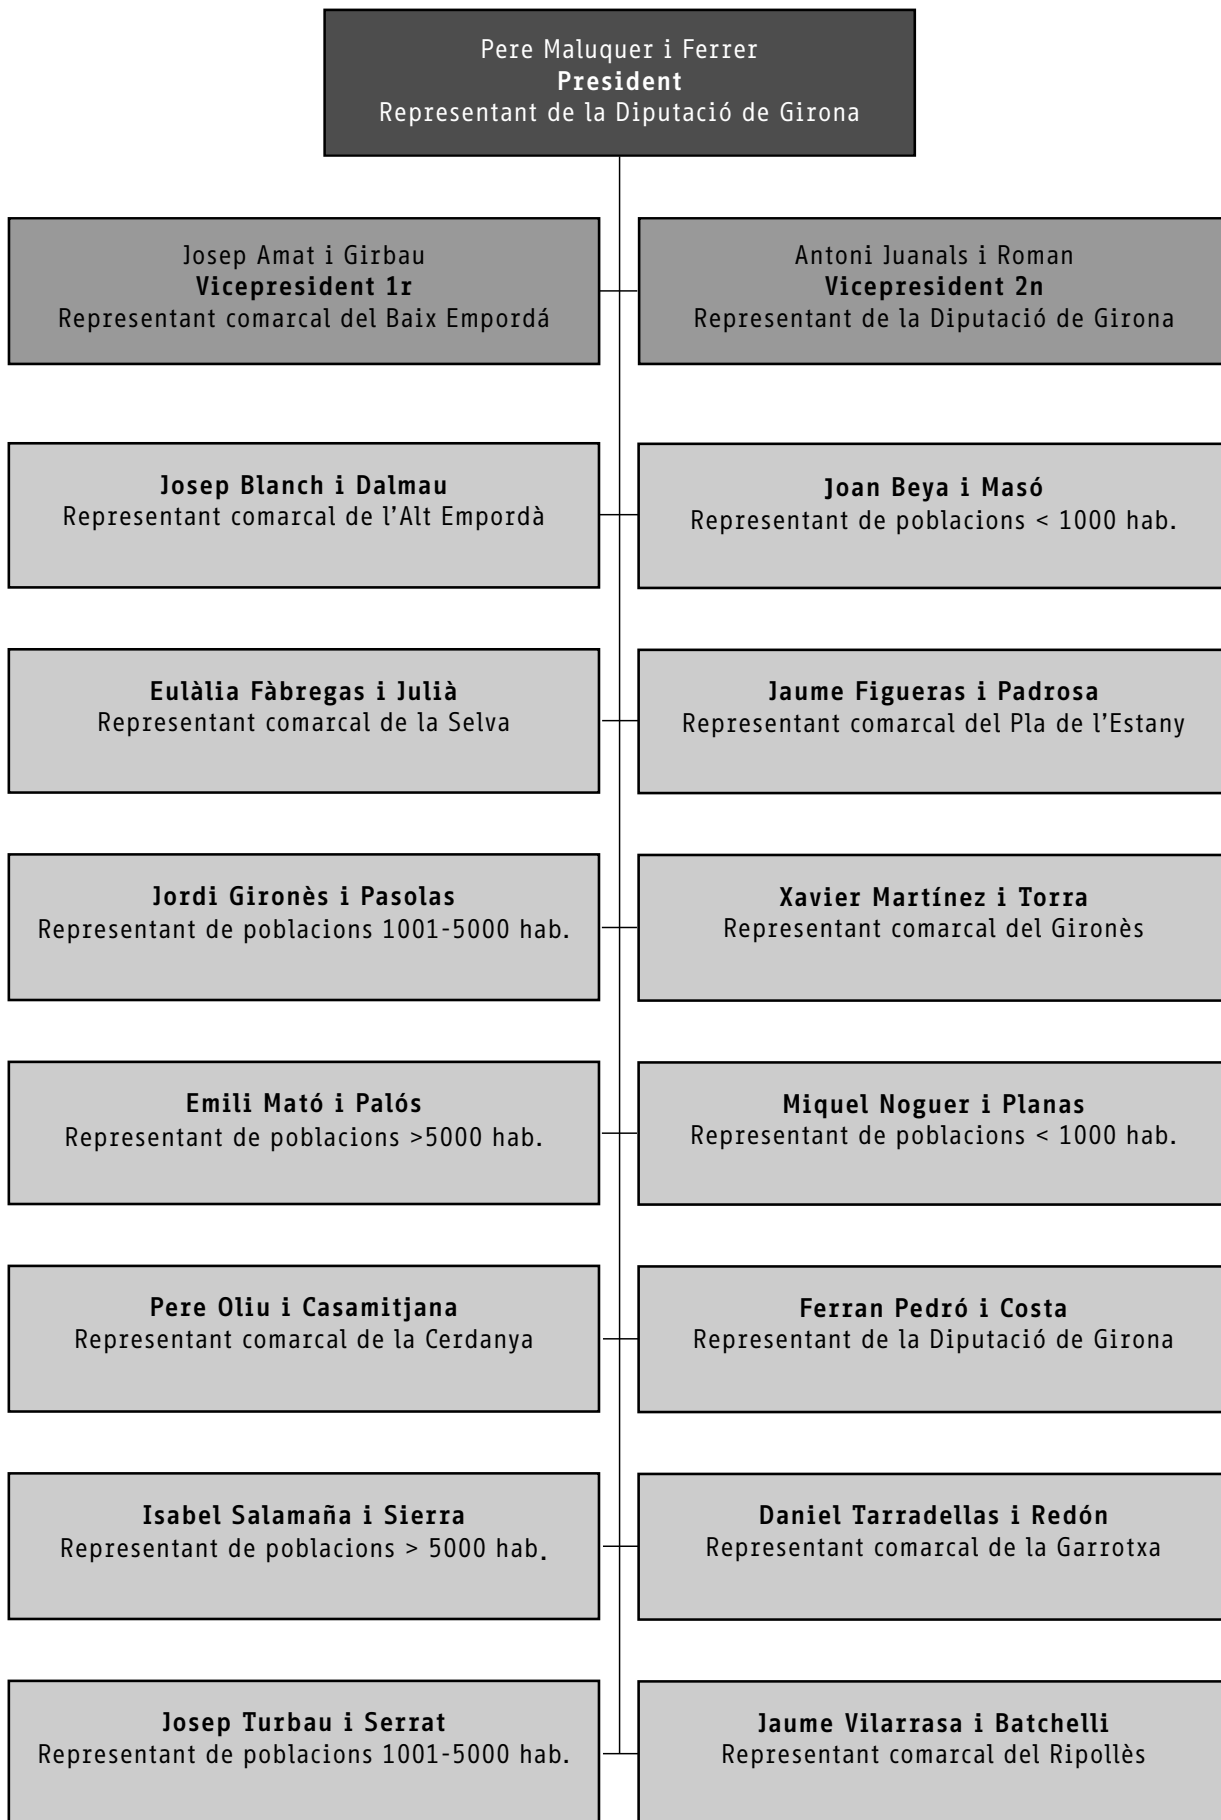 Pere Maluquer i Ferrer
President
Representant de la Diputació de Girona
Josep Amat i Girbau
Vicepresident 1r
Representant comarcal del Baix Empordá
Antoni Juanals i Roman
Vicepresident 2n
Representant de la Diputació de Girona
Josep Blanch i Dalmau
Representant comarcal de l’Alt Empordà
Joan Beya i Masó
Representant de poblacions < 1000 hab.
Eulàlia Fàbregas i Julià
Representant comarcal de la Selva
Jaume Figueras i Padrosa
Representant comarcal del Pla de l’Estany
Jordi Gironès i Pasolas
Representant de poblacions 1001-5000 hab.
Xavier Martínez i Torra
Representant comarcal del Gironès
Emili Mató i Palós
Representant de poblacions >5000 hab.
Miquel Noguer i Planas
Representant de poblacions < 1000 hab.
Pere Oliu i Casamitjana
Representant comarcal de la Cerdanya
Ferran Pedró i Costa
Representant de la Diputació de Girona
Isabel Salamaña i Sierra
Representant de poblacions > 5000 hab.
Daniel Tarradellas i Redón
Representant comarcal de la Garrotxa
Josep Turbau i Serrat
Representant de poblacions 1001-5000 hab.
Jaume Vilarrasa i Batchelli
Representant comarcal del Ripollès